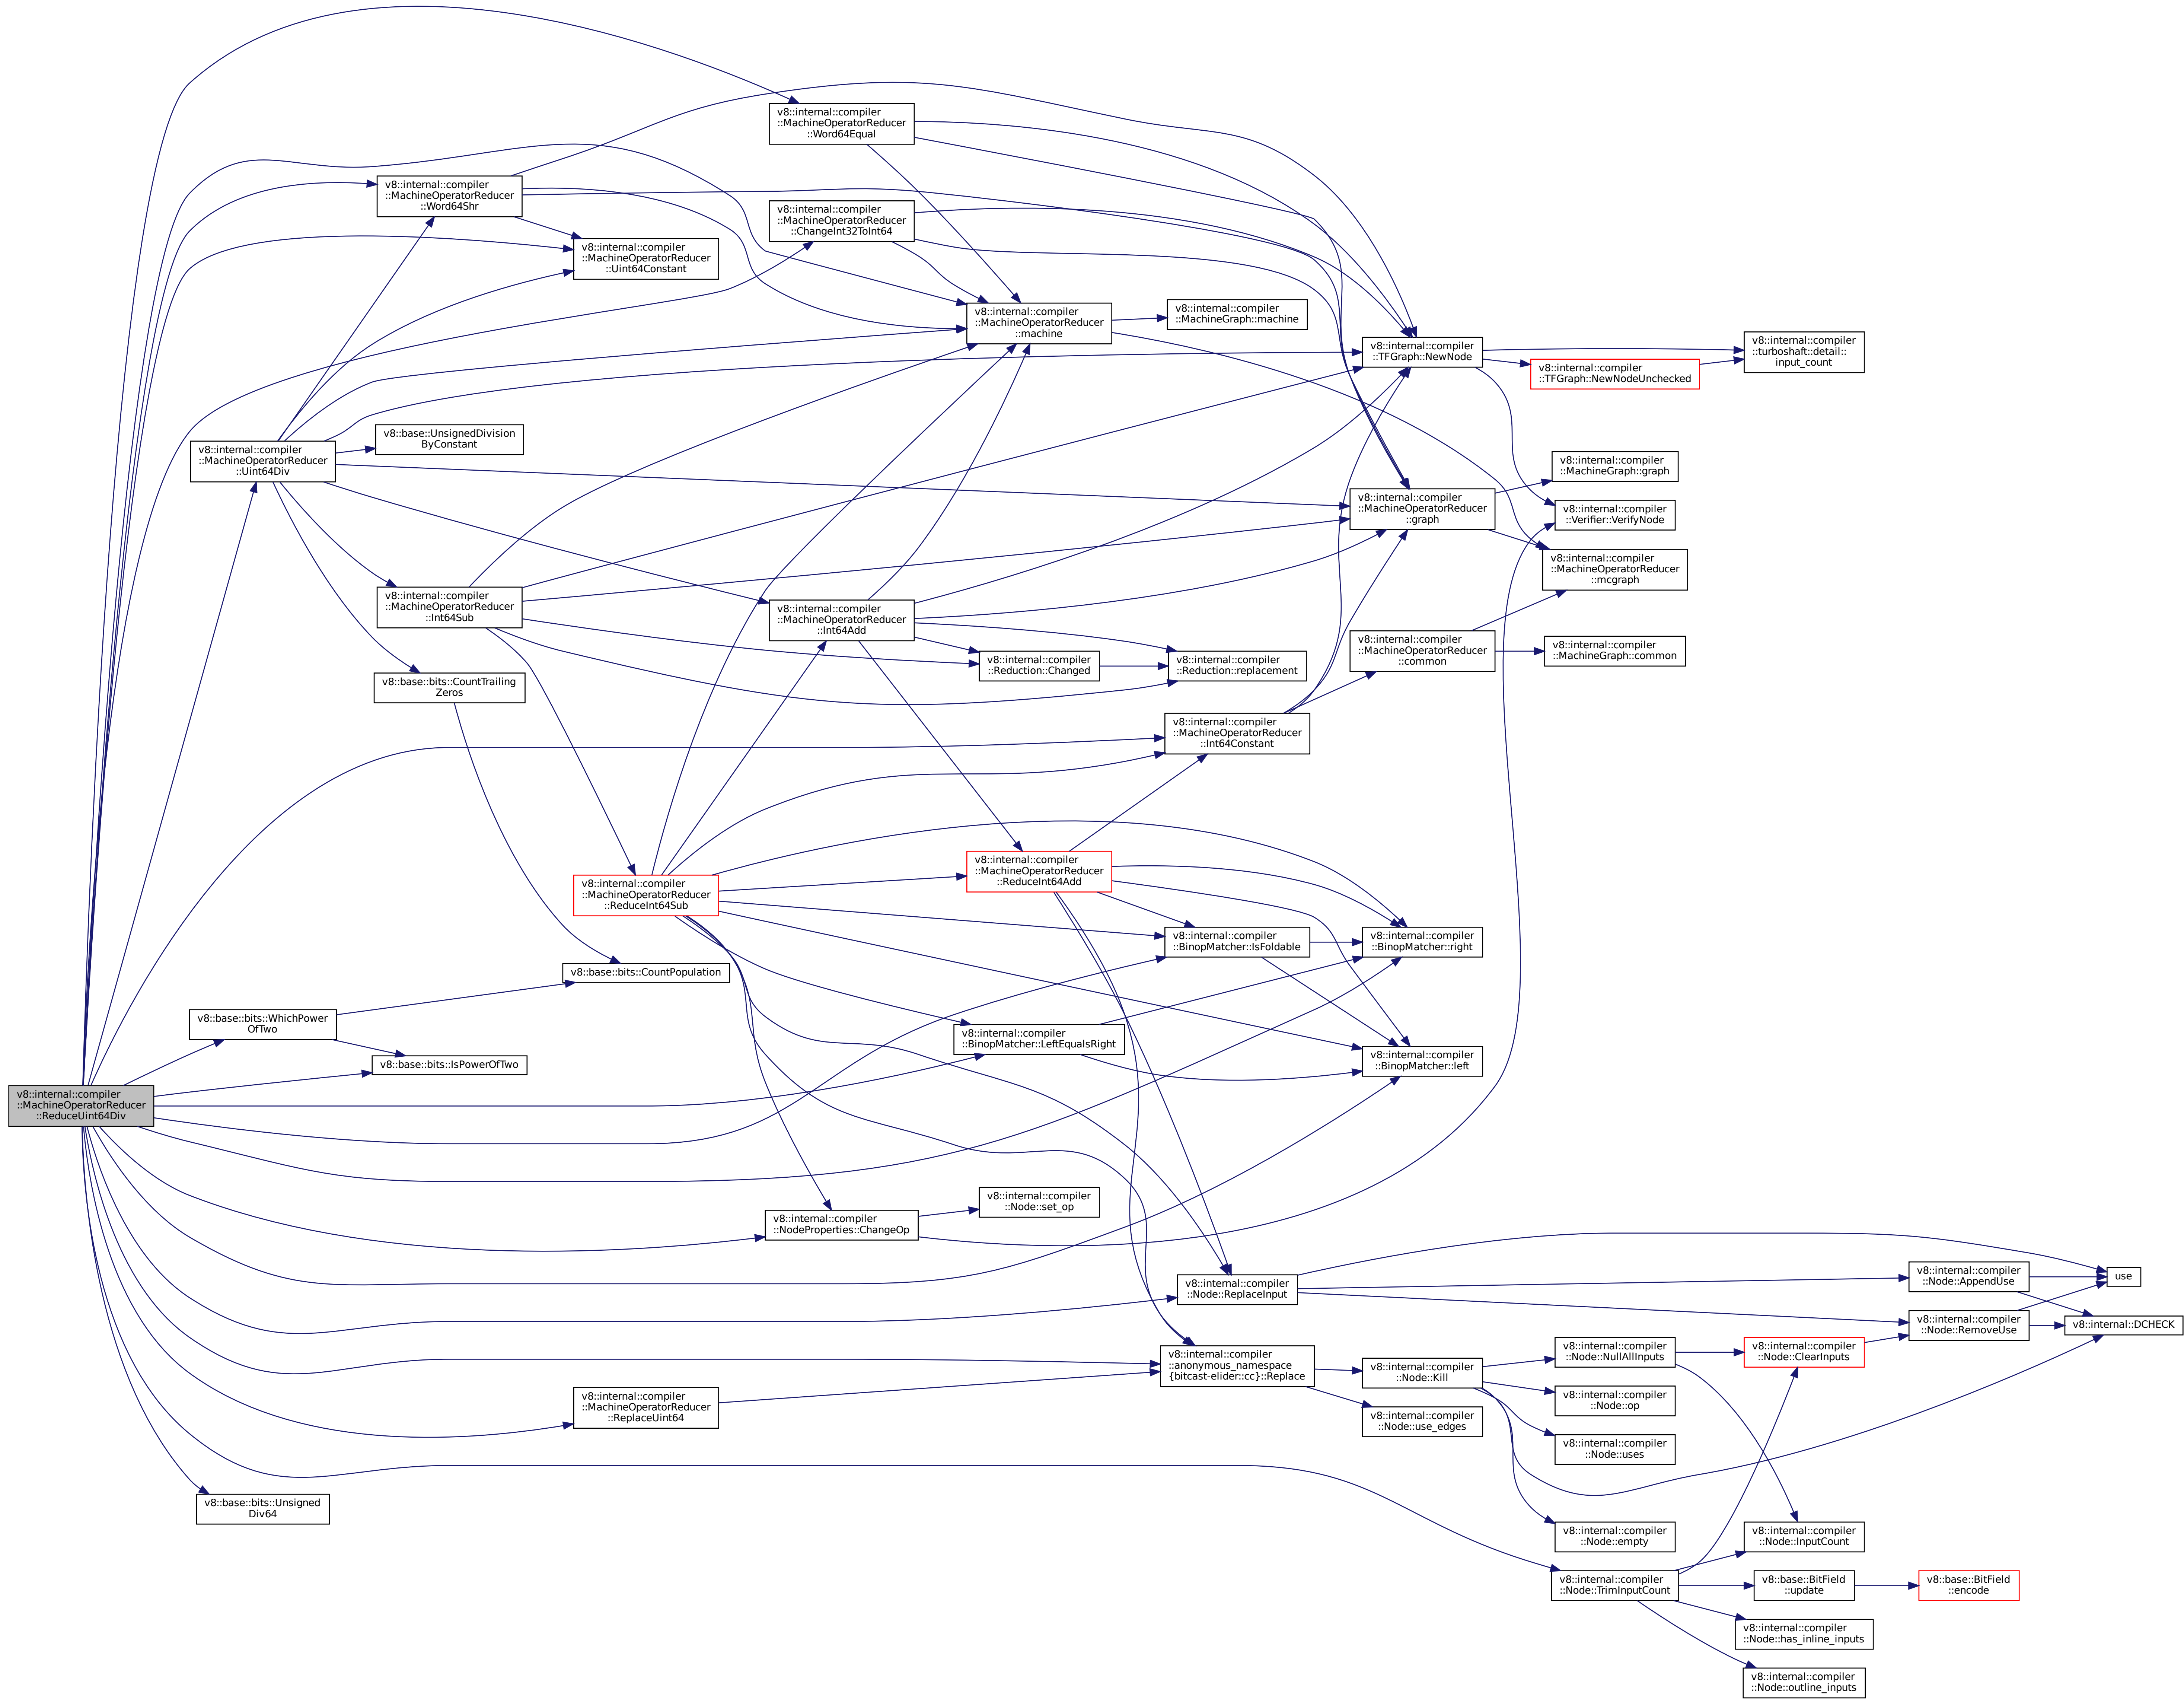 v8::internal::compiler
::MachineOperatorReducer
::ReduceUint64Div
v8::internal::compiler
::MachineOperatorReducer
::Uint64Div
v8::base::bits::WhichPower
OfTwo
v8::base::bits::Unsigned
Div64
v8::internal::compiler
::MachineOperatorReducer
::Word64Shr
v8::base::UnsignedDivision
ByConstant
v8::internal::compiler
::MachineOperatorReducer
::Int64Sub
v8::base::bits::CountTrailing
Zeros
v8::base::bits::IsPowerOfTwo
v8::internal::compiler
::MachineOperatorReducer
::Uint64Constant
v8::internal::compiler
::MachineOperatorReducer
::ReduceInt64Sub
v8::base::bits::CountPopulation
v8::internal::compiler
::MachineOperatorReducer
::ReplaceUint64
v8::internal::compiler
::MachineOperatorReducer
::Word64Equal
v8::internal::compiler
::MachineOperatorReducer
::ChangeInt32ToInt64
v8::internal::compiler
::MachineOperatorReducer
::Int64Add
v8::internal::compiler
::NodeProperties::ChangeOp
v8::internal::compiler
::MachineOperatorReducer
::machine
v8::internal::compiler
::Reduction::Changed
v8::internal::compiler
::MachineOperatorReducer
::ReduceInt64Add
v8::internal::compiler
::BinopMatcher::LeftEqualsRight
v8::internal::compiler
::Node::set_op
v8::internal::compiler
::MachineGraph::machine
v8::internal::compiler
::Reduction::replacement
v8::internal::compiler
::MachineOperatorReducer
::Int64Constant
v8::internal::compiler
::BinopMatcher::IsFoldable
v8::internal::compiler
::Node::ReplaceInput
v8::internal::compiler
::anonymous_namespace
{bitcast-elider::cc}::Replace
v8::internal::compiler
::TFGraph::NewNode
v8::internal::compiler
::MachineOperatorReducer
::graph
v8::internal::compiler
::MachineOperatorReducer
::common
v8::internal::compiler
::BinopMatcher::right
v8::internal::compiler
::BinopMatcher::left
v8::internal::compiler
::Node::Kill
v8::internal::compiler
::Node::use_edges
v8::internal::compiler
::TFGraph::NewNodeUnchecked
v8::internal::compiler
::MachineGraph::graph
v8::internal::compiler
::Verifier::VerifyNode
v8::internal::compiler
::MachineOperatorReducer
::mcgraph
v8::internal::compiler
::MachineGraph::common
v8::internal::compiler
::Node::NullAllInputs
v8::internal::compiler
::Node::op
v8::internal::compiler
::Node::uses
v8::internal::compiler
::Node::empty
v8::internal::compiler
::Node::TrimInputCount
v8::internal::compiler
::turboshaft::detail::
input_count
v8::internal::compiler
::Node::ClearInputs
v8::internal::compiler
::Node::InputCount
v8::base::BitField
::update
v8::internal::compiler
::Node::has_inline_inputs
v8::internal::compiler
::Node::outline_inputs
v8::internal::compiler
::Node::AppendUse
v8::internal::compiler
::Node::RemoveUse
v8::base::BitField
::encode
use
v8::internal::DCHECK